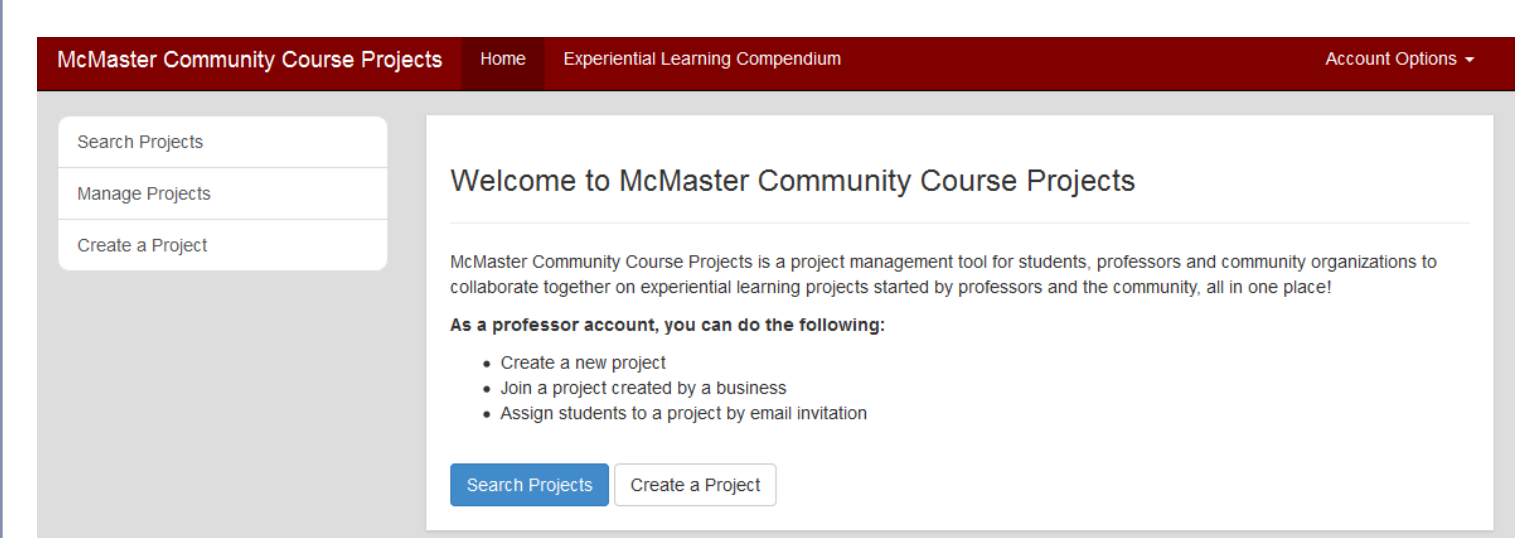 McMaster Community Course Projects Home Experiential Learning Compendium Account Options
Search Projects
Manage Projects
Create a Project
Welcome to McMaster Community Course Projects
McMaster Community Course Projects is a project management tool for students, professors and community organizations to
collaborate together on experiential learning projects started by professors and the community, all in one place!
As a professor account, you can do the following:
• Create a new project
• Join a project created by a business
• Assign students to a project by email invitation
Search Projects Create a Project